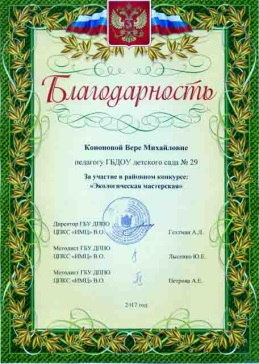 Благодарность
Кононовой Вере Михайловне
педагогу ГБДОУ детского сада № 29
За участие в районном конкурсе:
«Экологическая мастерская»
Директор ГБУ ДППО
ЦПКС «ИМЦ» В.О.
Гехтман А.Л.
Методист ГБУ ДППО
ЦПКС «ИМЦ» В.О.
Лысенко Ю.Е.
Методист ГБУ ДППО
ЦПКС «ИМЦ» В.О.
Петрова А.Е.
2017 год